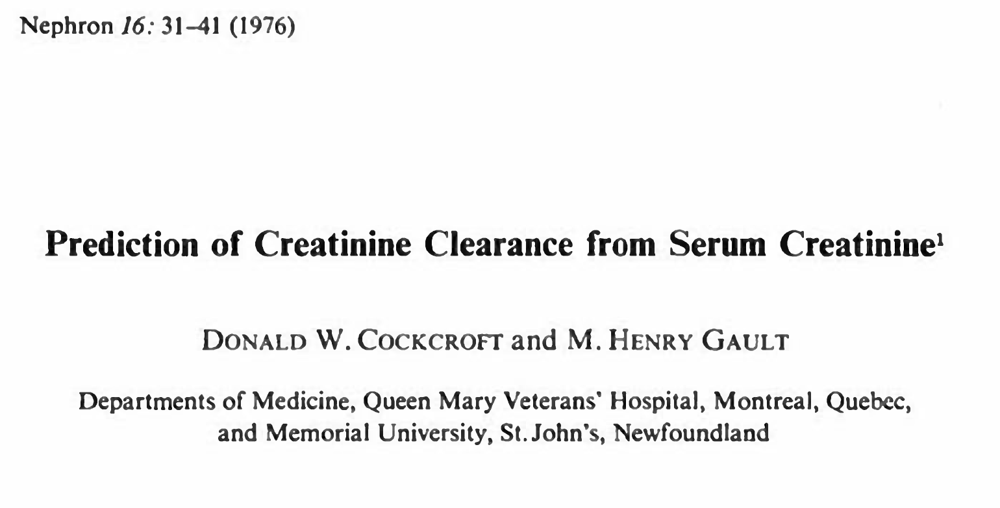 Nephron 16: 31–41 (1976)
Prediction of Creatinine Clearance from Serum Creatinine¹
DONALD W. COCKCROFT and M. HENRY GAULT
Departments of Medicine, Queen Mary Veterans' Hospital, Montreal, Quebec,
and Memorial University, St. John's, Newfoundland